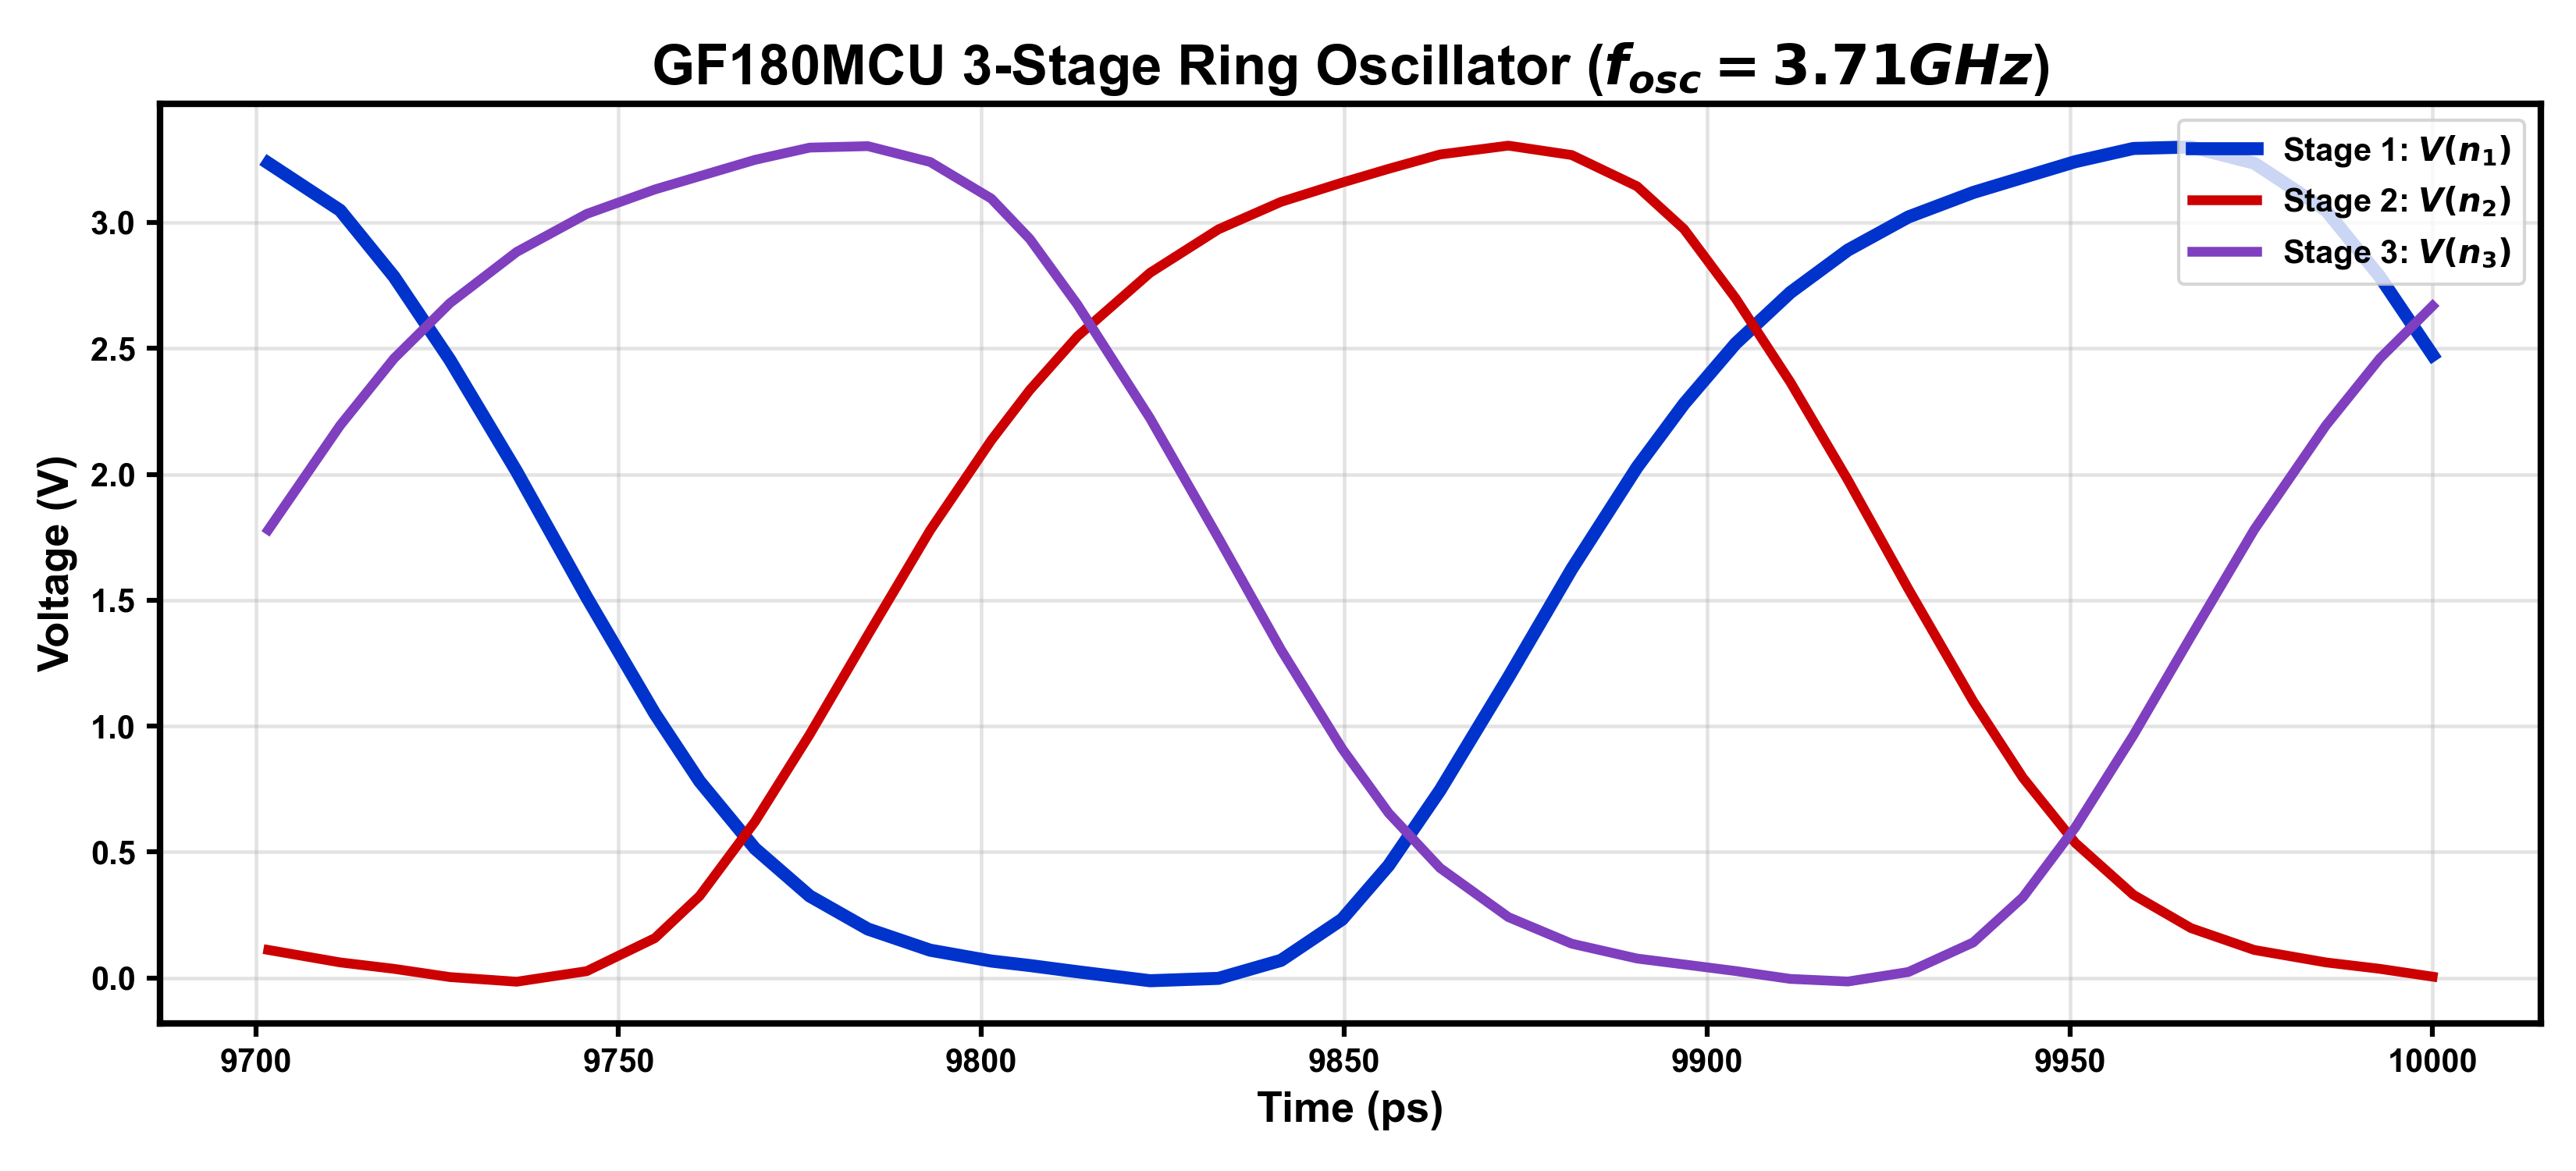 GF180MCU 3-Stage Ring Oscillator (f_osc = 3.71GHz)
Stage 1: V(n₁)
Stage 2: V(n₂)
Stage 3: V(n₃)
Voltage (V)
3.0
2.5
2.0
1.5
1.0
0.5
0.0
9700 9750 9800 9850 9900 9950 10000
Time (ps)